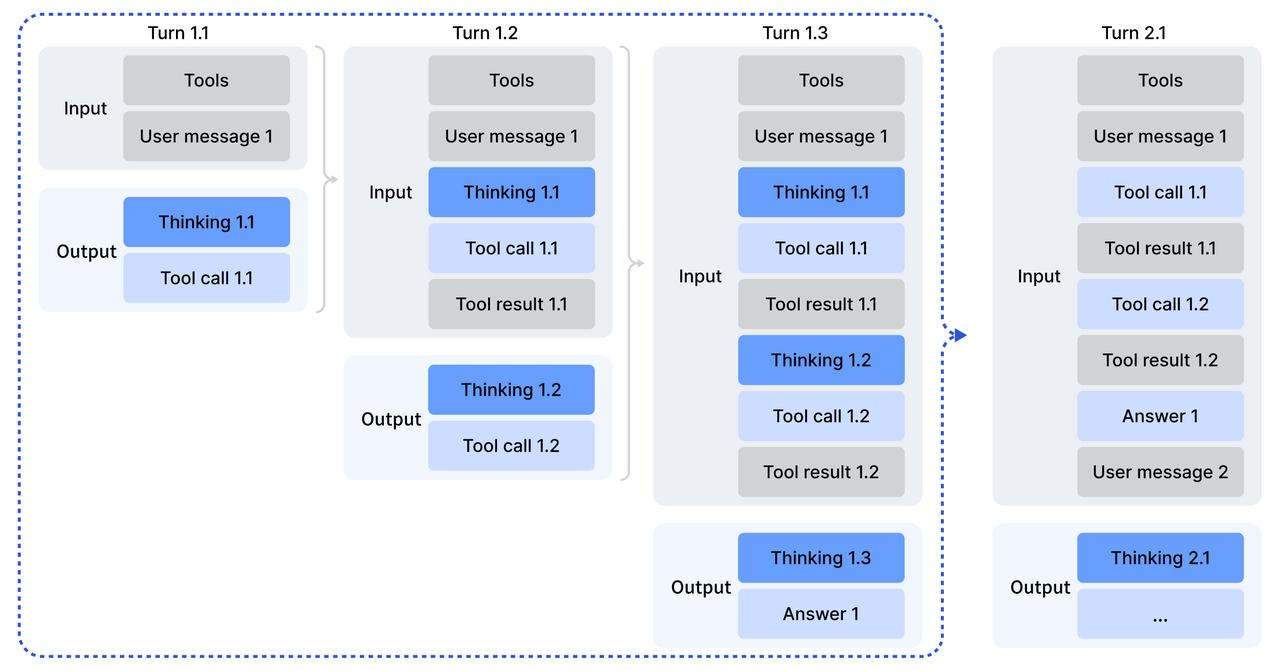 Turn 1.1
Input
Tools
User message 1
Output
Thinking 1.1
Tool call 1.1
Turn 1.2
Input
Tools
User message 1
Thinking 1.1
Tool call 1.1
Tool result 1.1
Output
Thinking 1.2
Tool call 1.2
Turn 1.3
Input
Tools
User message 1
Thinking 1.1
Tool call 1.1
Tool result 1.1
Thinking 1.2
Tool call 1.2
Tool result 1.2
Output
Thinking 1.3
Answer 1
Turn 2.1
Input
Tools
User message 1
Tool call 1.1
Tool result 1.1
Tool call 1.2
Tool result 1.2
Answer 1
User message 2
Output
Thinking 2.1
...